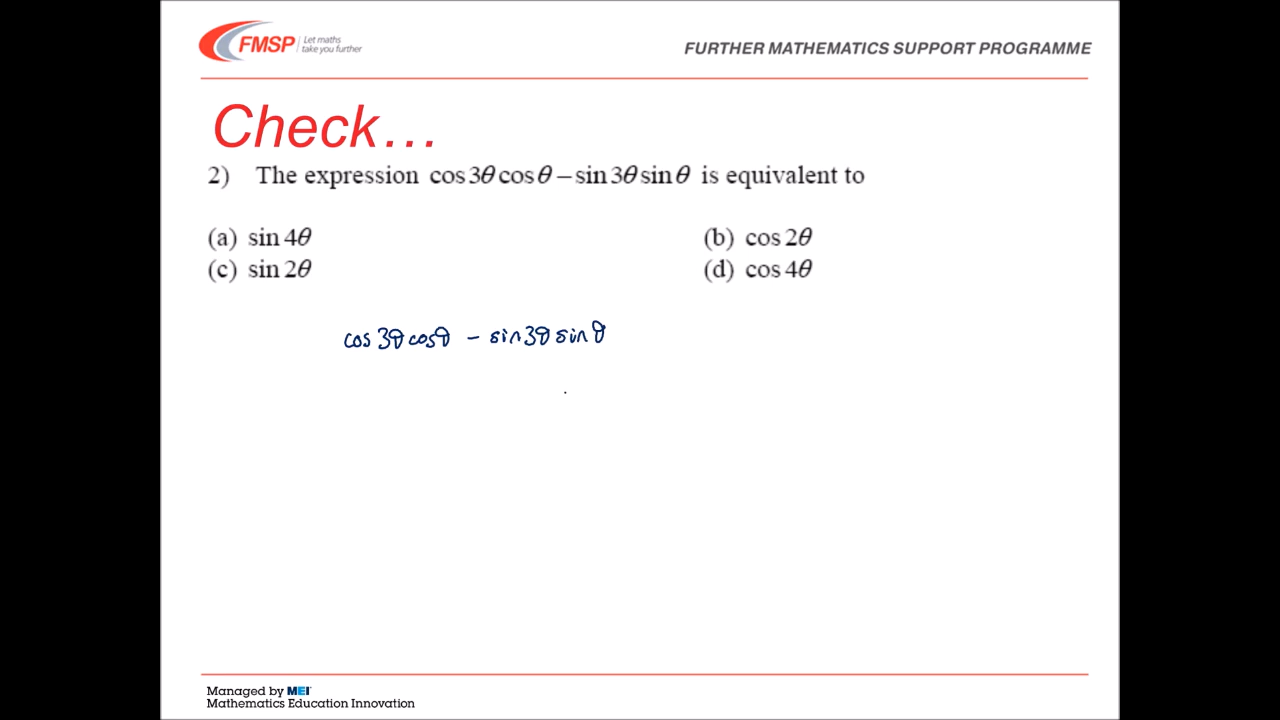 FMSP Let maths
take you further
FURTHER MATHEMATICS SUPPORT PROGRAMME
Check…
2) The expression cos 3θ cos θ – sin 3θ sin θ is equivalent to
(a) sin 4θ (b) cos 2θ
(c) sin 2θ (d) cos 4θ
cos 3θ cos θ – sin 3θ sin θ
Managed by MEI
Mathematics Education Innovation